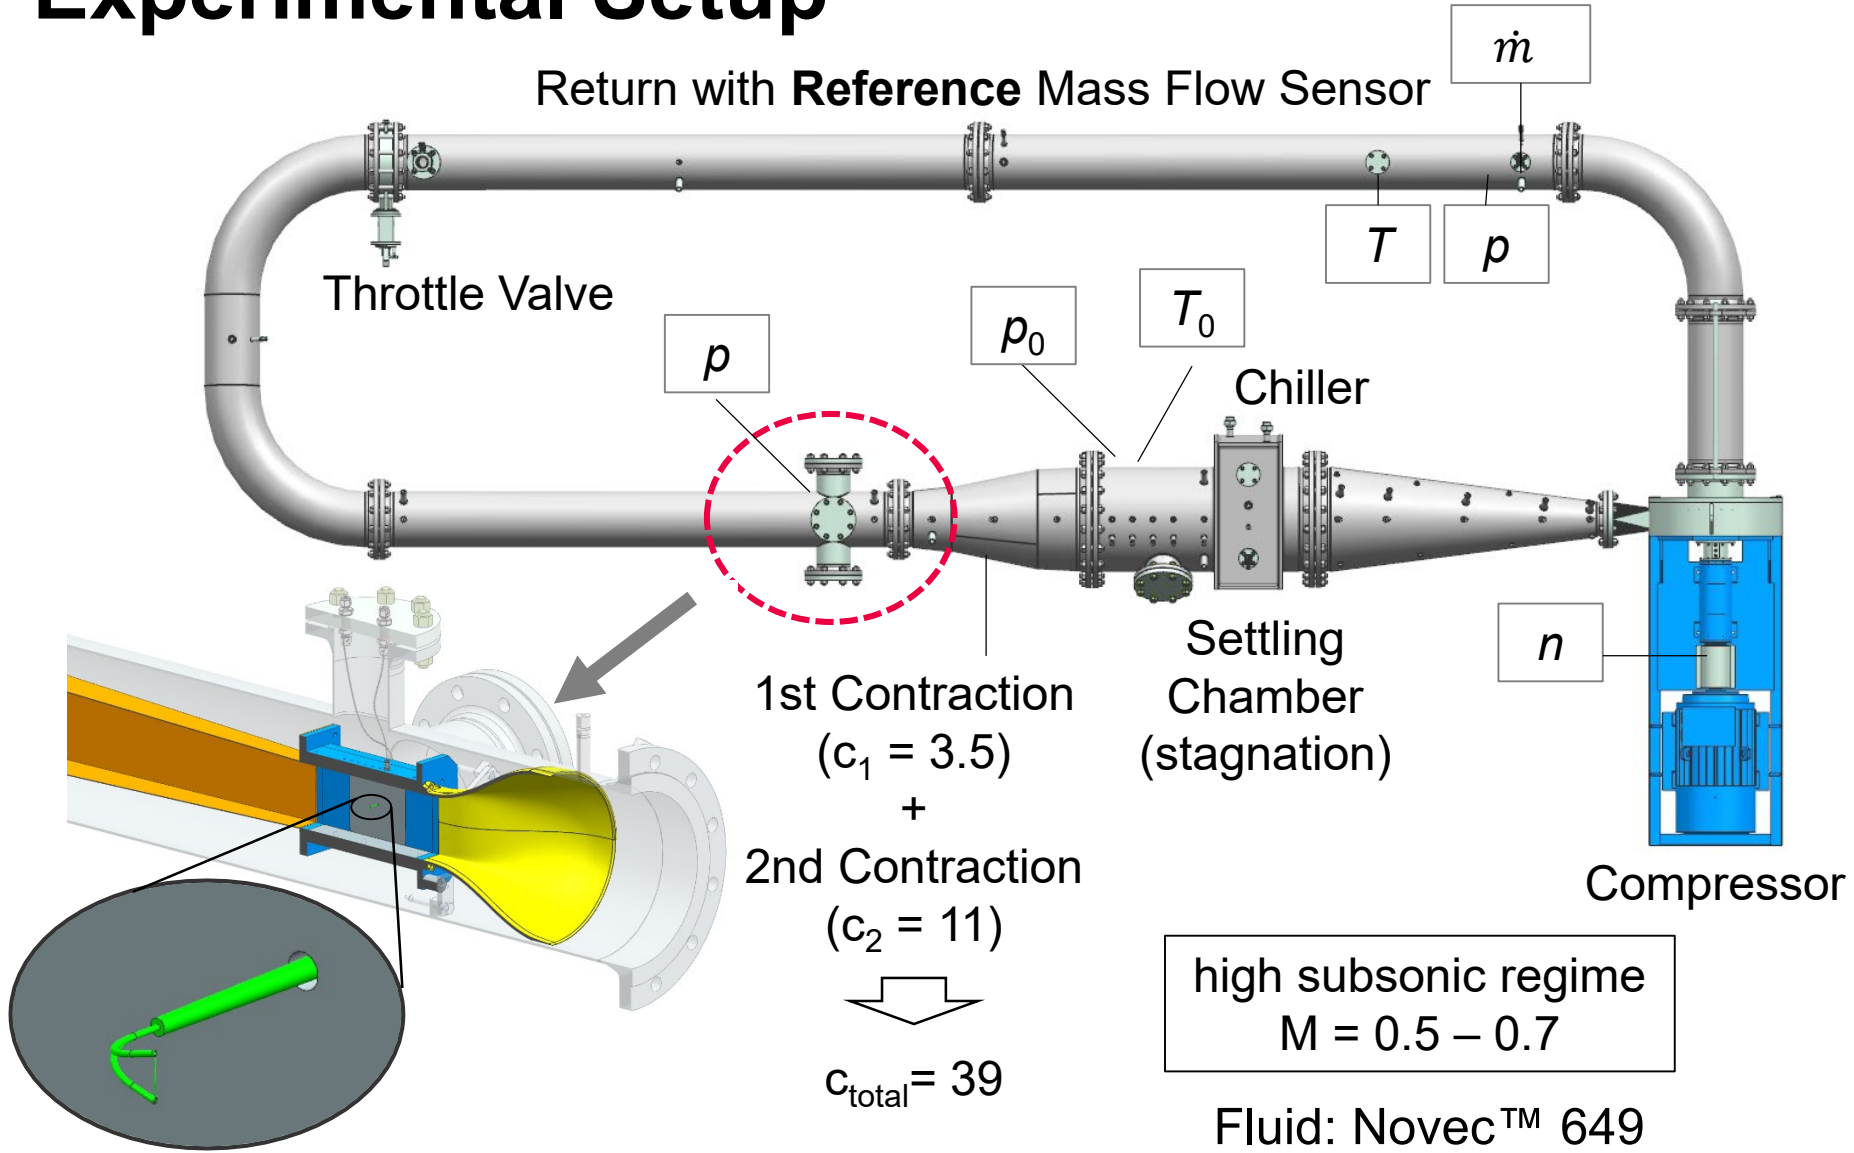 Experimental Setup
ṁ
Return with Reference Mass Flow Sensor
T
p
Throttle Valve
p
p₀
T₀
Chiller
n
Settling
Chamber
(stagnation)
1st Contraction
(c₁ = 3.5)
+
2nd Contraction
(c₂ = 11)
c_total= 39
Compressor
high subsonic regime
M = 0.5 – 0.7
Fluid: Novec™ 649